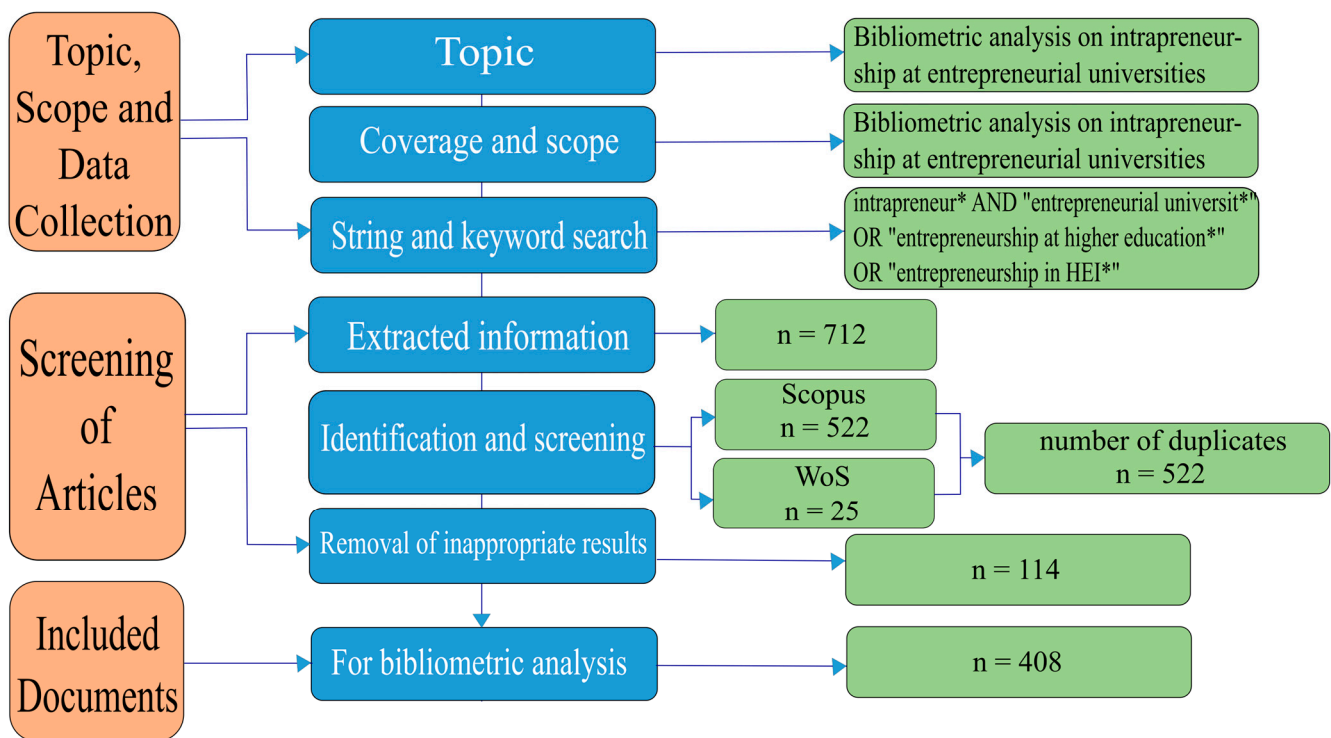 Topic,
Scope and
Data
Collection
Topic
Bibliometric analysis on intrapreneur-
ship at entrepreneurial universities
Coverage and scope
Bibliometric analysis on intrapreneur-
ship at entrepreneurial universities
String and keyword search
intrapreneur* AND "entrepreneurial universit*"
OR "entrepreneurship at higher education*"
OR "entrepreneurship in HEI*"
Screening
of
Articles
Extracted information
n = 712
Identification and screening
Scopus
n = 522
WoS
n = 25
number of duplicates
n = 522
Removal of inappropriate results
n = 114
Included
Documents
For bibliometric analysis
n = 408